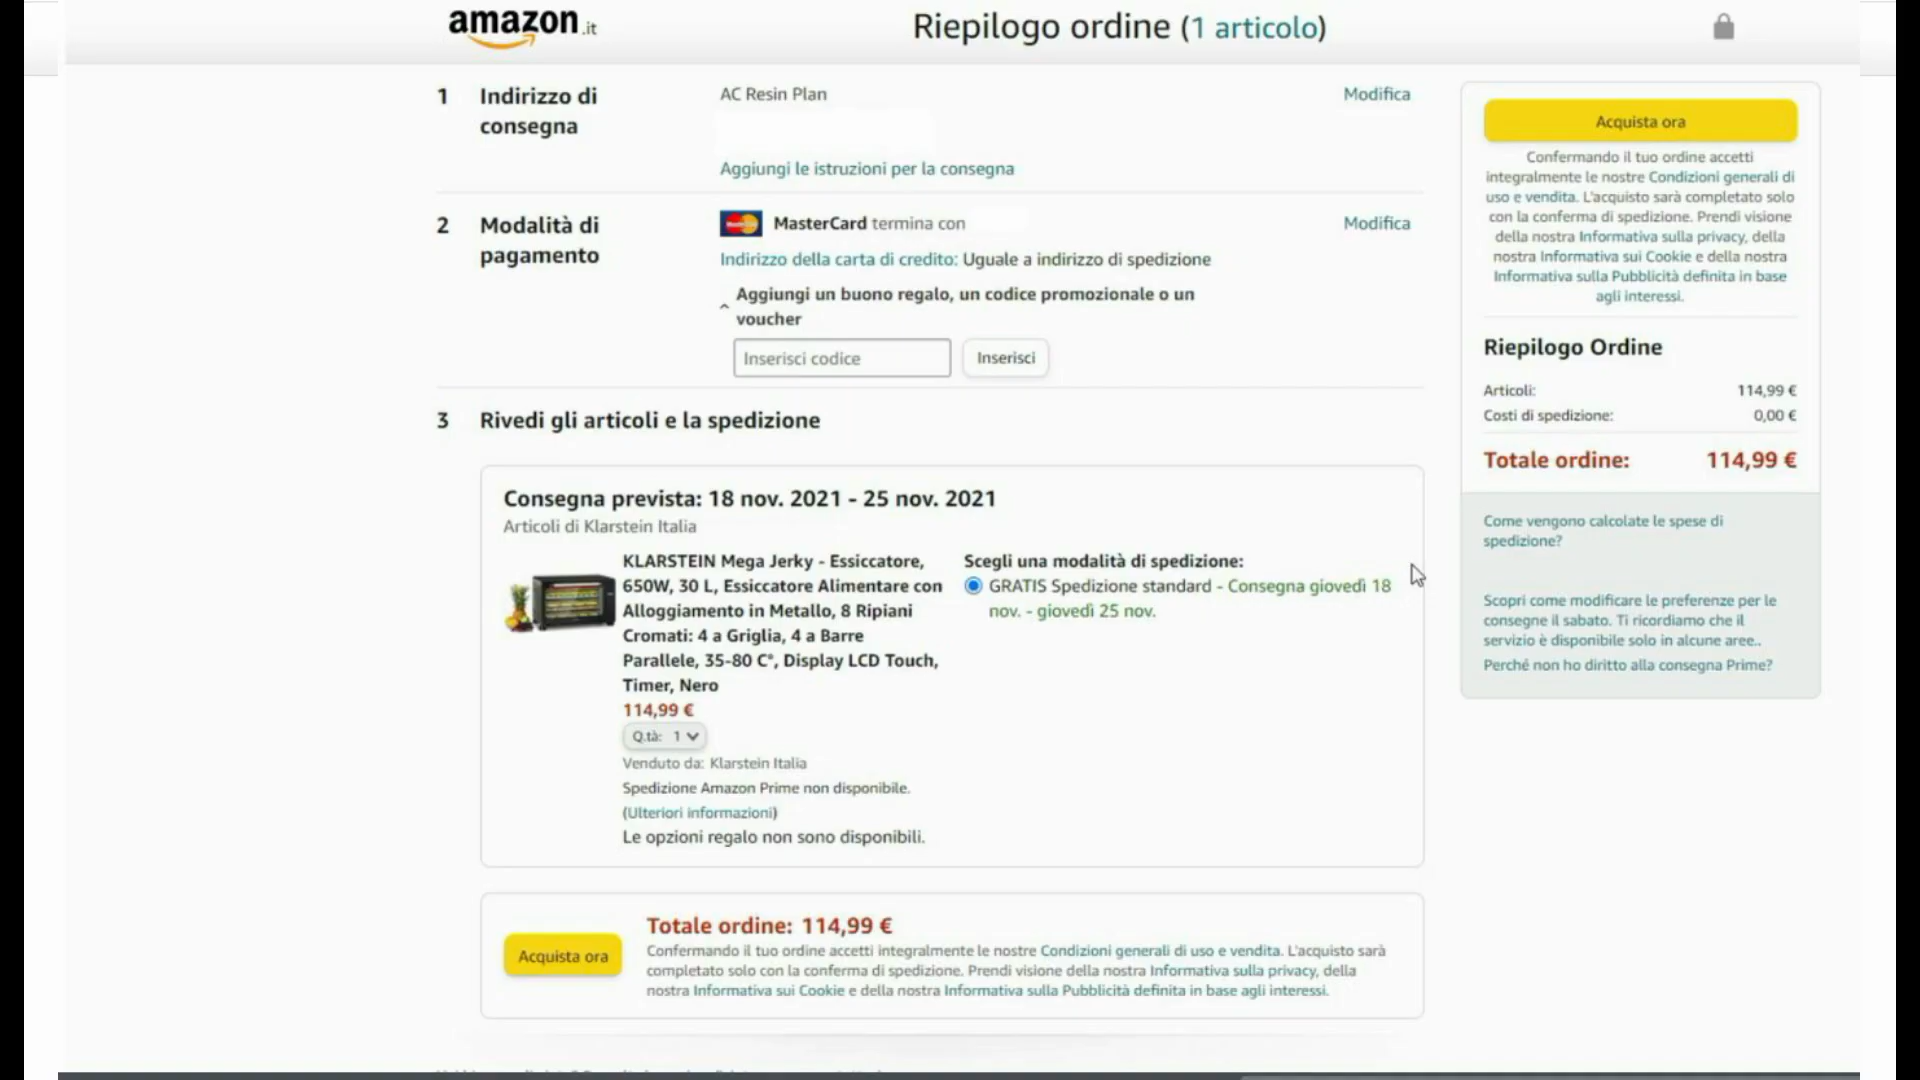 amazon.it
Riepilogo ordine (1 articolo)
1 Indirizzo di consegna
AC Resin Plan
Modifica
Aggiungi le istruzioni per la consegna
2 Modalità di pagamento
MasterCard termina con
Modifica
Indirizzo della carta di credito: Uguale a indirizzo di spedizione
Aggiungi un buono regalo, un codice promozionale o un
voucher
Inserisci codice
Inserisci
3 Rivedi gli articoli e la spedizione
Consegna prevista: 18 nov. 2021 - 25 nov. 2021
Articoli di Klarstein Italia
KLARSTEIN Mega Jerky - Essiccatore,
650W, 30 L, Essiccatore Alimentare con
Alloggiamento in Metallo, 8 Ripiani
Cromati: 4 a Griglia, 4 a Barre
Parallele, 35-80 C°, Display LCD Touch,
Timer, Nero
114,99 €
Q.tà: 1
Venduto da: Klarstein Italia
Spedizione Amazon Prime non disponibile.
(Ulteriori informazioni)
Le opzioni regalo non sono disponibili.
Scegli una modalità di spedizione:
GRATIS Spedizione standard - Consegna giovedì 18
nov. - giovedì 25 nov.
Acquista ora
Totale ordine: 114,99 €
Confermando il tuo ordine accetti integralmente le nostre Condizioni generali di uso e vendita. L'acquisto sarà
completato solo con la conferma di spedizione. Prendi visione della nostra Informativa sulla privacy, della
nostra Informativa sui Cookie e della nostra Informativa sulla Pubblicità definita in base agli interessi.
Acquista ora
Confermando il tuo ordine accetti
integralmente le nostre Condizioni generali di
uso e vendita. L'acquisto sarà completato solo
con la conferma di spedizione. Prendi visione
della nostra Informativa sulla privacy, della
nostra Informativa sui Cookie e della nostra
Informativa sulla Pubblicità definita in base
agli interessi.
Riepilogo Ordine
Articoli: 114,99 €
Costi di spedizione: 0,00 €
Totale ordine: 114,99 €
Come vengono calcolate le spese di
spedizione?
Scopri come modificare le preferenze per le
consegne il sabato. Ti ricordiamo che il
servizio è disponibile solo in alcune aree..
Perché non ho diritto alla consegna Prime?